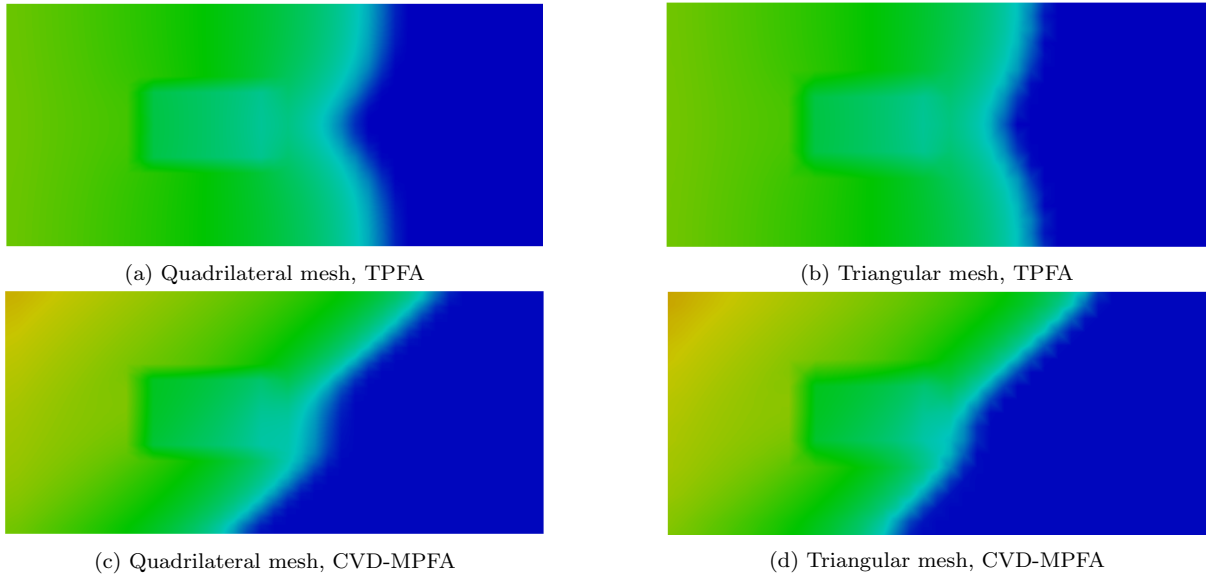 (a) Quadrilateral mesh, TPFA
(b) Triangular mesh, TPFA
(c) Quadrilateral mesh, CVD-MPFA
(d) Triangular mesh, CVD-MPFA